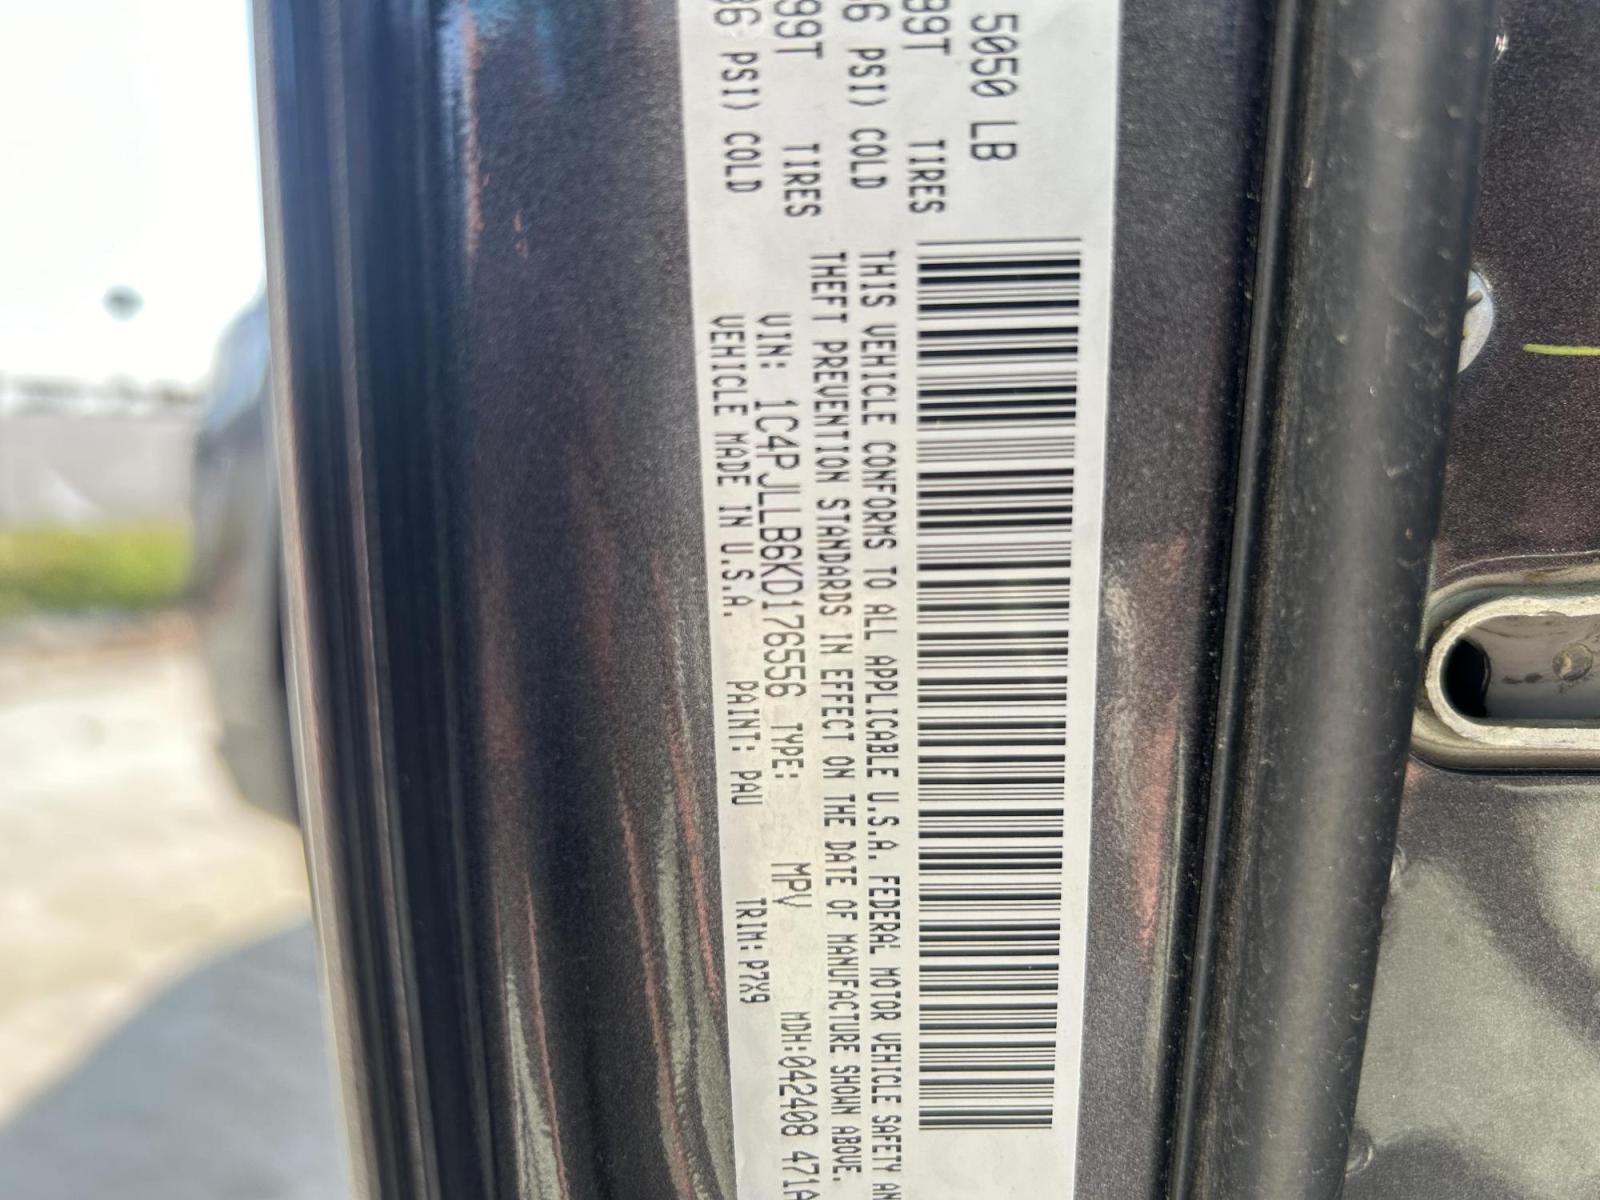 5050 LB
99T TIRES
6 PSI) COLD
99T TIRES
36 PSI) COLD
THIS VEHICLE CONFORMS TO ALL APPLICABLE U.S.A. FEDERAL MOTOR VEHICLE SAFETY AN
THEFT PREVENTION STANDARDS IN EFFECT ON THE DATE OF MANUFACTURE SHOWN ABOVE.
VIN: 1C4PJLLB6KD176556 TYPE: MPV MDH:042408 471A
VEHICLE MADE IN U.S.A. PAINT: PAU TRIM:P7X9